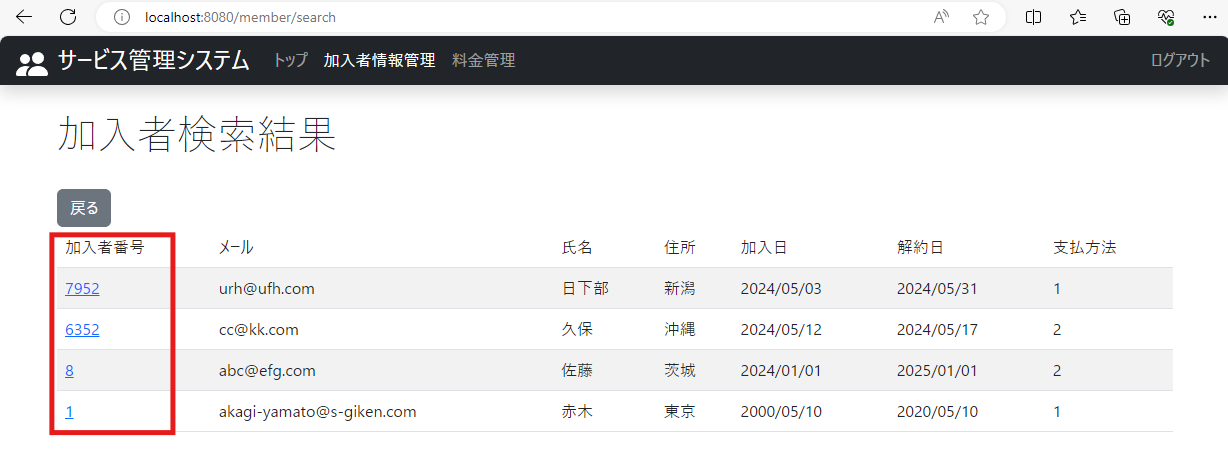 localhost:8080/member/search
サービス管理システム トップ 加入者情報管理 料金管理 ログアウト
加入者検索結果
戻る
加入者番号 メール 氏名 住所 加入日 解約日 支払方法
7952 urh@ufh.com 日下部 新潟 2024/05/03 2024/05/31 1
6352 cc@kk.com 久保 沖縄 2024/05/12 2024/05/17 2
8 abc@efg.com 佐藤 茨城 2024/01/01 2025/01/01 2
1 akagi-yamato@s-giken.com 赤木 東京 2000/05/10 2020/05/10 1